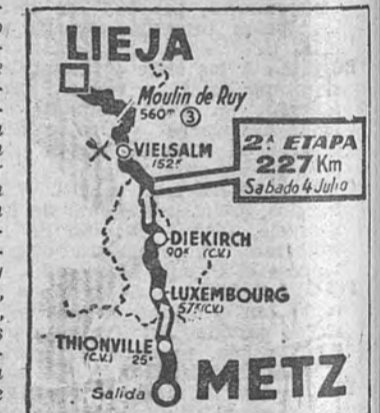 LIEJA
Moulin de Ruy
560m 3
VIELSALM
152
2ª ETAPA
227 Km
Sabado 4 Julio
DIEKIRCH
90 (C.V.)
LUXEMBOURG
57 (C.V.)
THIONVILLE
(C.V.) 25
Salida
METZ